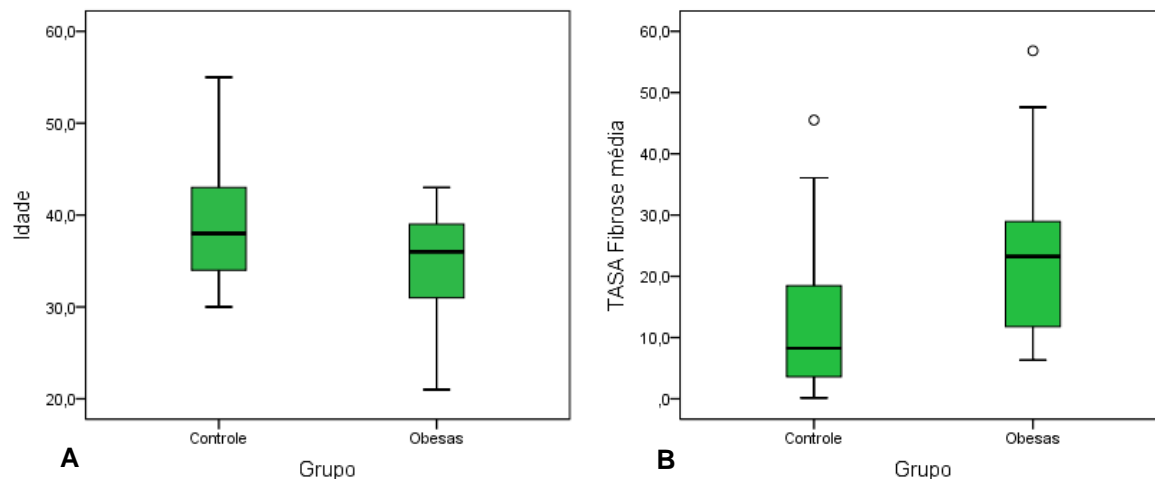 Idade
60,0
50,0
40,0
30,0
20,0
Controle
Obesas
Grupo
A
TASA Fibrose média
60,0
50,0
40,0
30,0
20,0
10,0
,0
Controle
Obesas
Grupo
B